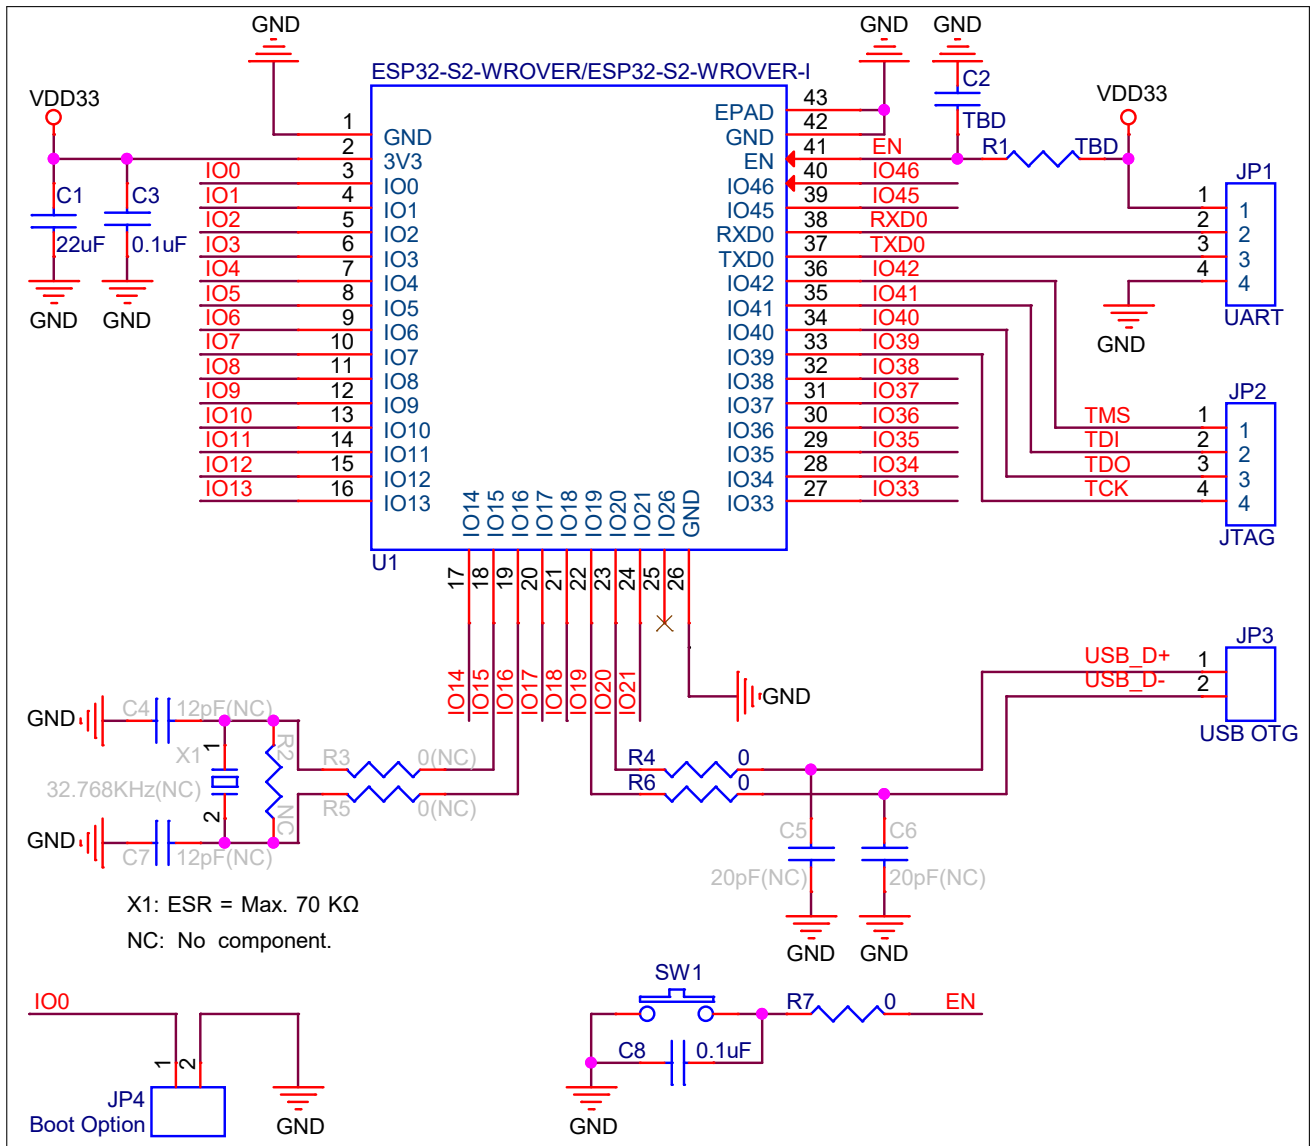 GND
GND
GND
ESP32-S2-WROVER/ESP32-S2-WROVER-I
C2
TBD
VDD33
VDD33
C1
22uF
C3
0.1uF
GND
GND
1 GND
2 3V3
IO0 3 IO0
IO1 4 IO1
IO2 5 IO2
IO3 6 IO3
IO4 7 IO4
IO5 8 IO5
IO6 9 IO6
IO7 10 IO7
IO8 11 IO8
IO9 12 IO9
IO10 13 IO10
IO11 14 IO11
IO12 15 IO12
IO13 16 IO13
EPAD 43
GND 42
EN 41 EN
IO46 40 IO46
IO45 39 IO45
RXD0 38 RXD0
TXD0 37 TXD0
IO42 36 IO42
IO41 35 IO41
IO40 34 IO40
IO39 33 IO39
IO38 32 IO38
IO37 31 IO37
IO36 30 IO36
IO35 29 IO35
IO34 28 IO34
IO33 27 IO33
R1 TBD
JP1
1 1
2 2
3 3
4 4
UART
GND
JP2
TMS 1 1
TDI 2 2
TDO 3 3
TCK 4 4
JTAG
IO14 IO15 IO16 IO17 IO18 IO19 IO20 IO21 IO26 GND
U1
17 18 19 20 21 22 23 24 25 26
IO14 IO15 IO16 IO17 IO18 IO19 IO20 IO21
GND
JP3
USB_D+ 1
USB_D- 2
USB OTG
GND C4 12pF(NC)
X1 1
32.768KHz(NC)
2
R2 NC
GND C7 12pF(NC)
R3 0(NC)
R5 0(NC)
R4 0
R6 0
C5
20pF(NC)
C6
20pF(NC)
GND
GND
X1: ESR = Max. 70 KΩ
NC: No component.
IO0
1 2
JP4
Boot Option
GND
SW1
R7 0 EN
C8 0.1uF
GND